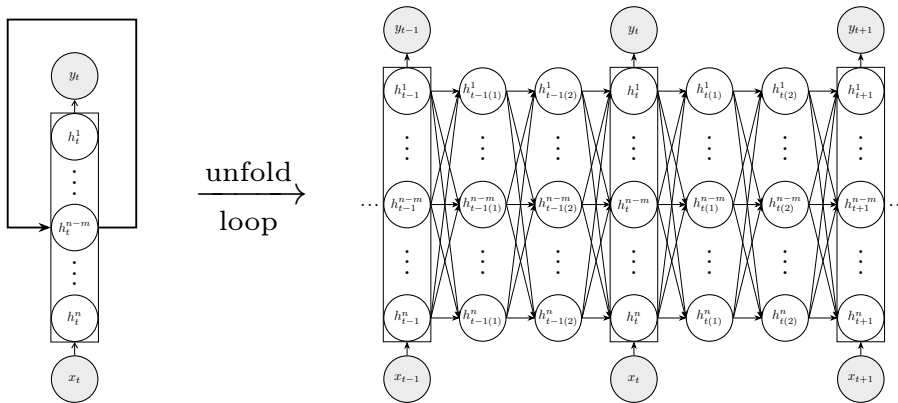 y_t
h_t^1
h_t^{n-m}
h_t^n
x_t
unfold
loop
y_{t-1} y_t y_{t+1}
h_{t-1}^1 h_{t-1(1)}^1 h_{t-1(2)}^1 h_t^1 h_{t(1)}^1 h_{t(2)}^1 h_{t+1}^1
... h_{t-1}^{n-m} h_{t-1(1)}^{n-m} h_{t-1(2)}^{n-m} h_t^{n-m} h_{t(1)}^{n-m} h_{t(2)}^{n-m} h_{t+1}^{n-m} ...
h_{t-1}^n h_{t-1(1)}^n h_{t-1(2)}^n h_t^n h_{t(1)}^n h_{t(2)}^n h_{t+1}^n
x_{t-1} x_t x_{t+1}